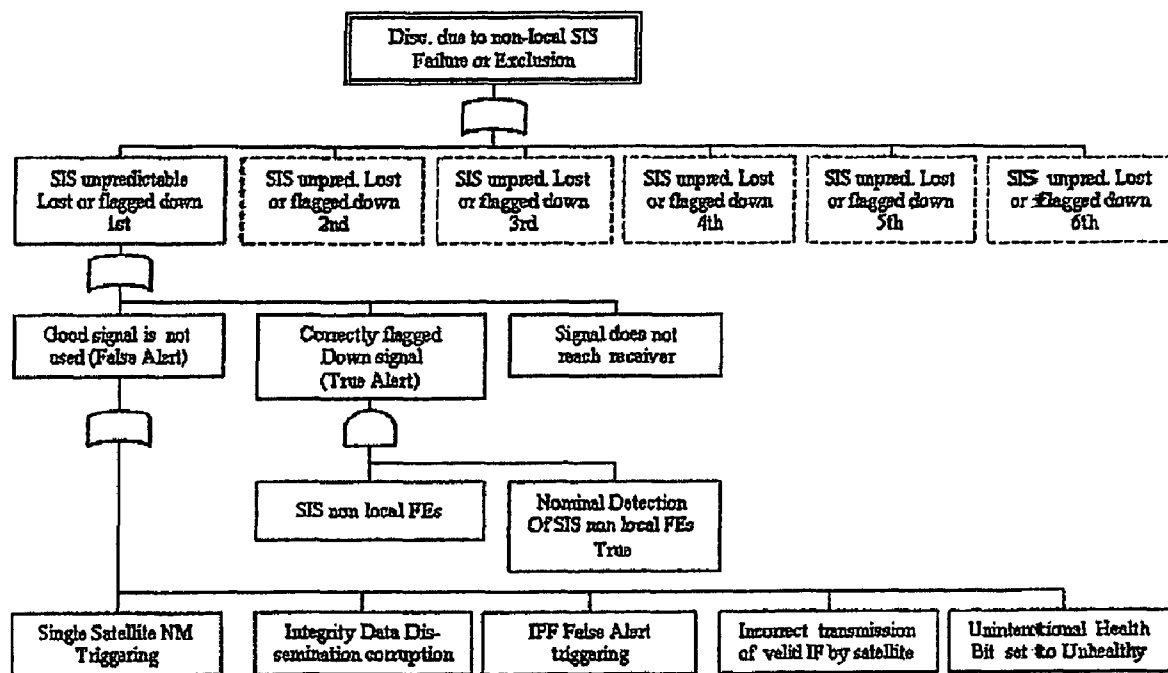 Disc. due to non-local SIS
Failure or Exclusion
SIS unpredictable
Lost or flagged down
1st
SIS unpred. Lost
or flagged down
2nd
SIS unpred. Lost
or flagged down
3rd
SIS unpred. Lost
or flagged down
4th
SIS unpred. Lost
or flagged down
5th
SIS unpred. Lost
or flagged down
6th
Good signal is not
used (False Alert)
Correctly flagged
Down signal
(True Alert)
Signal does not
reach receiver
SIS non local FEs
Nominal Detection
Of SIS non local FEs
True
Single Satellite NM
Triggering
Integrity Data Dis-
semination corruption
IPF False Alert
triggering
Incorrect transmission
of valid IF by satellite
Unintentional Health
Bit set to Unhealthy